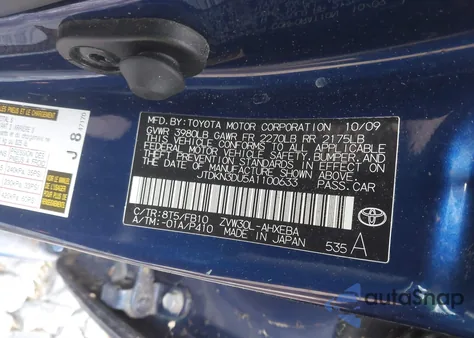 MFD.BY:TOYOTA MOTOR CORPORATION 10/09
GVWR 3980LB GAWR FR 2270LB RR 2175LB
THIS VEHICLE CONFORMS TO ALL APPLICABLE
FEDERAL MOTOR VEHICLE SAFETY, BUMPER, AND
THEFT PREVENTION STANDARDS IN EFFECT ON
THE DATE OF MANUFACTURE SHOWN ABOVE.
JTDKN3DU5A1100633 PASS.CAR
C/TR:8T5/FB10 ZVW30L-AHXEBA
A/TM:-01A/P410 MADE IN JAPAN 535 A
TOYOTA
J 8
autosnap